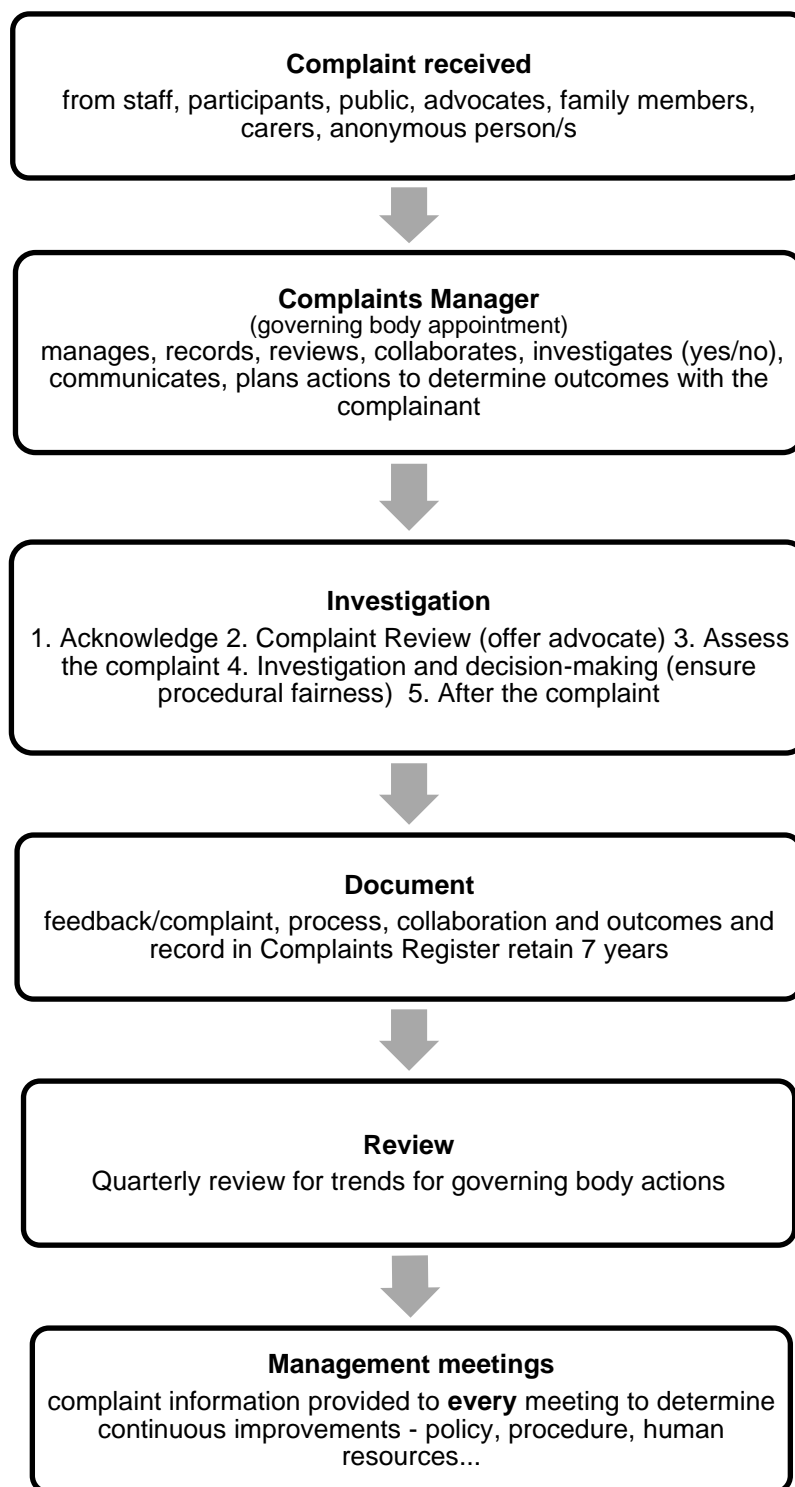 Complaint received
from staff, participants, public, advocates, family members,
carers, anonymous person/s
Complaints Manager
(governing body appointment)
manages, records, reviews, collaborates, investigates (yes/no),
communicates, plans actions to determine outcomes with the
complainant
Investigation
1. Acknowledge 2. Complaint Review (offer advocate) 3. Assess
the complaint 4. Investigation and decision-making (ensure
procedural fairness)  5. After the complaint
Document
feedback/complaint, process, collaboration and outcomes and
record in Complaints Register retain 7 years
Review
Quarterly review for trends for governing body actions
Management meetings
complaint information provided to every meeting to determine
continuous improvements - policy, procedure, human
resources...